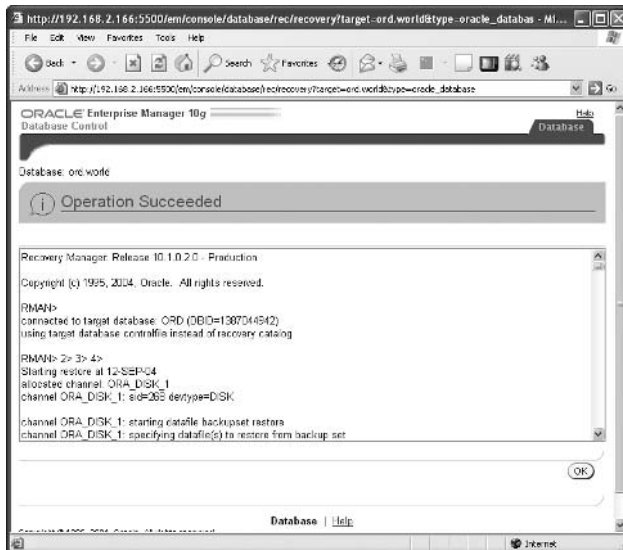 http://192.168.2.166:5500/em/console/database/rec/recovery?target=ord.world&type=oracle_databas - Mi...
File Edit View Favorites Tools Help
Back Search Favorites
Address http://192.168.2.166:5500/em/console/database/rec/recovery?target=ord.world&type=oracle_database Go
ORACLE Enterprise Manager 10g
Help
Database Control
Database
Database: ord.world
Operation Succeeded
Recovery Manager: Release 10.1.0.2.0 - Production
Copyright (c) 1995, 2004, Oracle. All rights reserved.
RMAN>
connected to target database: ORD (DBID=1387044942)
using target database controlfile instead of recovery catalog
RMAN> 2> 3> 4>
Starting restore at 12-SEP-04
allocated channel: ORA_DISK_1
channel ORA_DISK_1: sid=268 devtype=DISK
channel ORA_DISK_1: starting datafile backupset restore
channel ORA_DISK_1: specifying datafile(s) to restore from backup set
OK
Database | Help
Internet